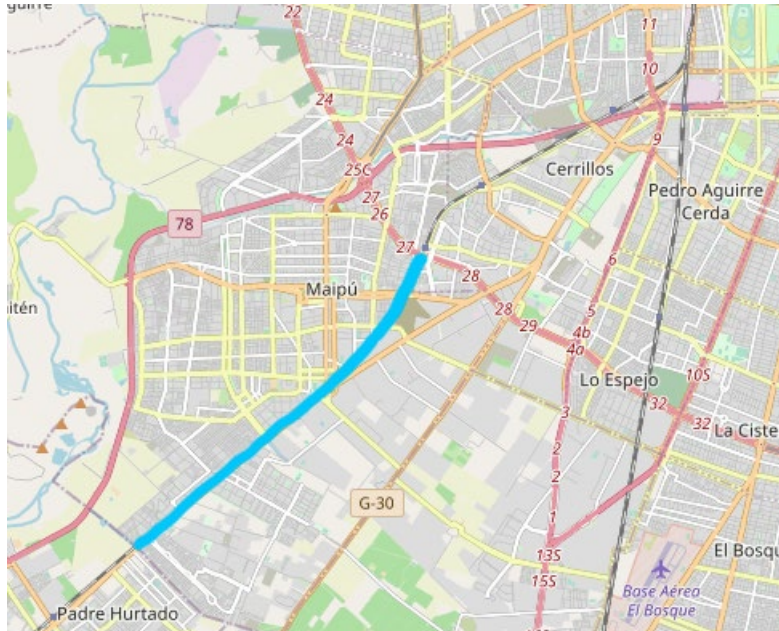 guirre
22
11
10
24
24
9
25C
Cerrillos
27
Pedro Aguirre
Cerda
26
78
27
6
28
Maipú
itén
28
5
29
4b
4a
10S
Lo Espejo
32
3
32
La Ciste
2
2
G-30
1
13S
El Bosqu
15S
Base Aérea
El Bosque
Padre Hurtado